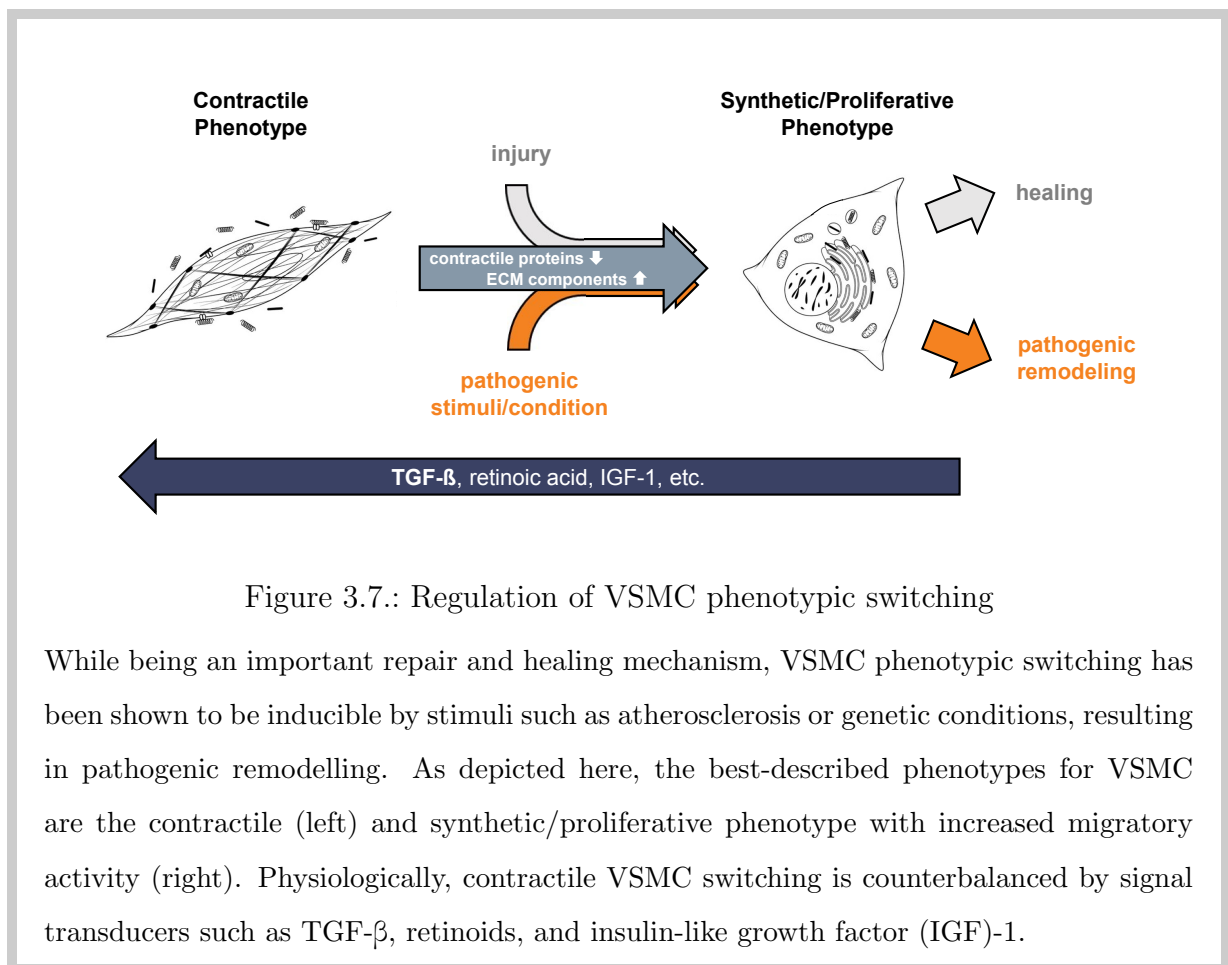 Contractile
Phenotype
Synthetic/Proliferative
Phenotype
injury
healing
contractile proteins ⬇
ECM components ⬆
pathogenic
stimuli/condition
pathogenic
remodeling
TGF-ß, retinoic acid, IGF-1, etc.
Figure 3.7.: Regulation of VSMC phenotypic switching
While being an important repair and healing mechanism, VSMC phenotypic switching has
been shown to be inducible by stimuli such as atherosclerosis or genetic conditions, resulting
in pathogenic remodelling. As depicted here, the best-described phenotypes for VSMC
are the contractile (left) and synthetic/proliferative phenotype with increased migratory
activity (right). Physiologically, contractile VSMC switching is counterbalanced by signal
transducers such as TGF-β, retinoids, and insulin-like growth factor (IGF)-1.